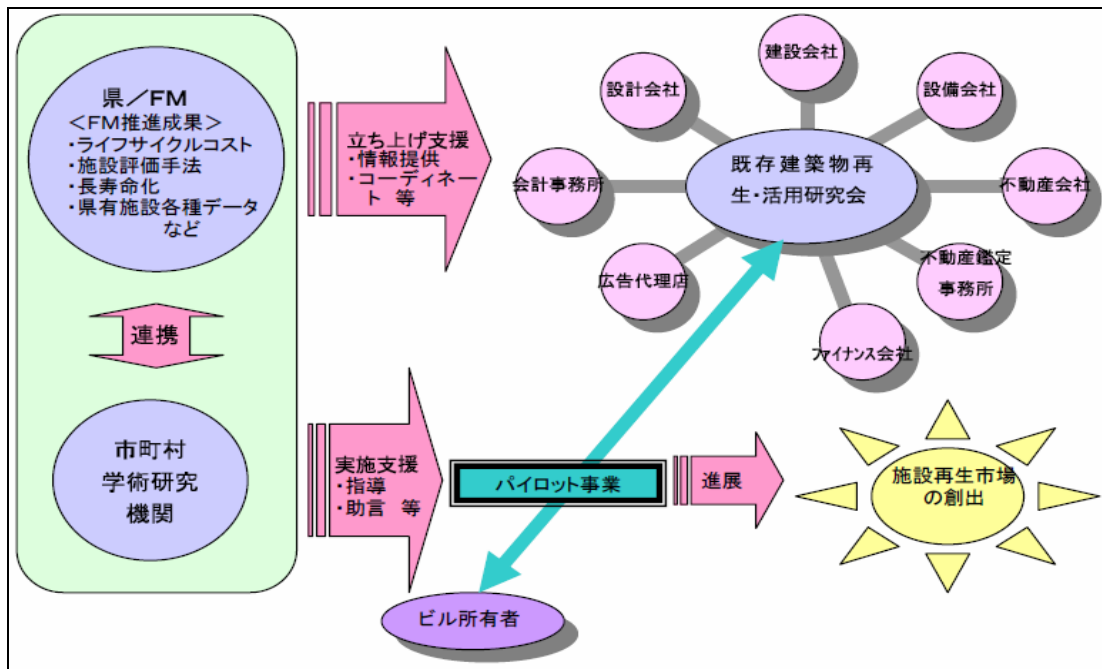 県／FM
＜FM推進成果＞
・ライフサイクルコスト
・施設評価手法
・長寿命化
・県有施設各種データ
など
連携
市町村
学術研究
機関
立ち上げ支援
・情報提供
・コーディネー
ト 等
実施支援
・指導
・助言 等
建設会社
設計会社
設備会社
会計事務所
既存建築物再
生・活用研究会
不動産会社
広告代理店
不動産鑑定
事務所
ファイナンス会社
パイロット事業
進展
施設再生市場
の創出
ビル所有者